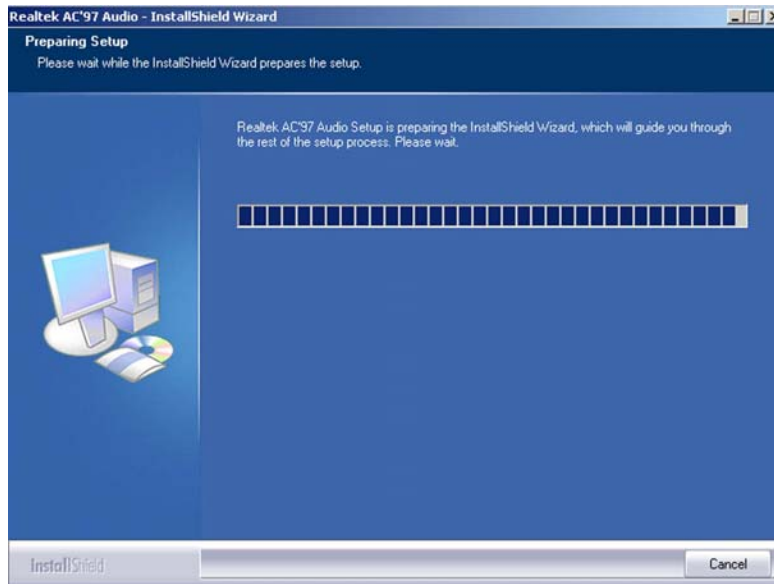 Realtek AC'97 Audio - InstallShield Wizard
Preparing Setup
Please wait while the InstallShield Wizard prepares the setup.
Realtek AC'97 Audio Setup is preparing the InstallShield Wizard, which will guide you through
the rest of the setup process. Please wait.
InstallShield
Cancel